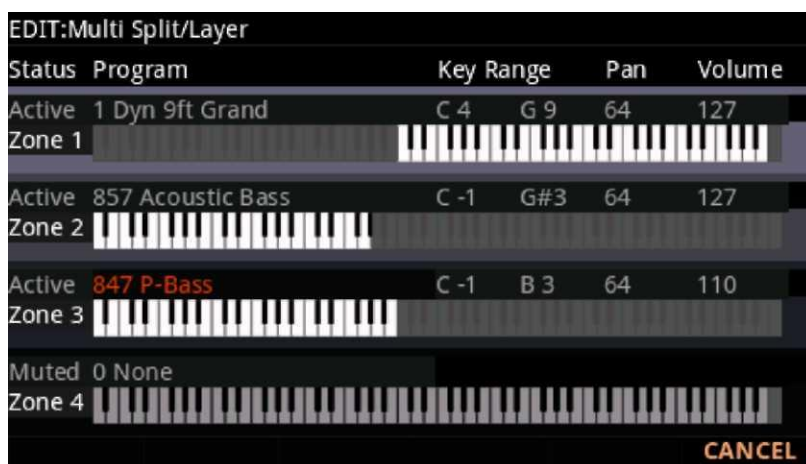 EDIT:Multi Split/Layer
Status Program Key Range Pan Volume
Active 1 Dyn 9ft Grand C 4 G 9 64 127
Zone 1
Active 857 Acoustic Bass C -1 G#3 64 127
Zone 2
Active 847 P-Bass C -1 B 3 64 110
Zone 3
Muted 0 None
Zone 4
CANCEL